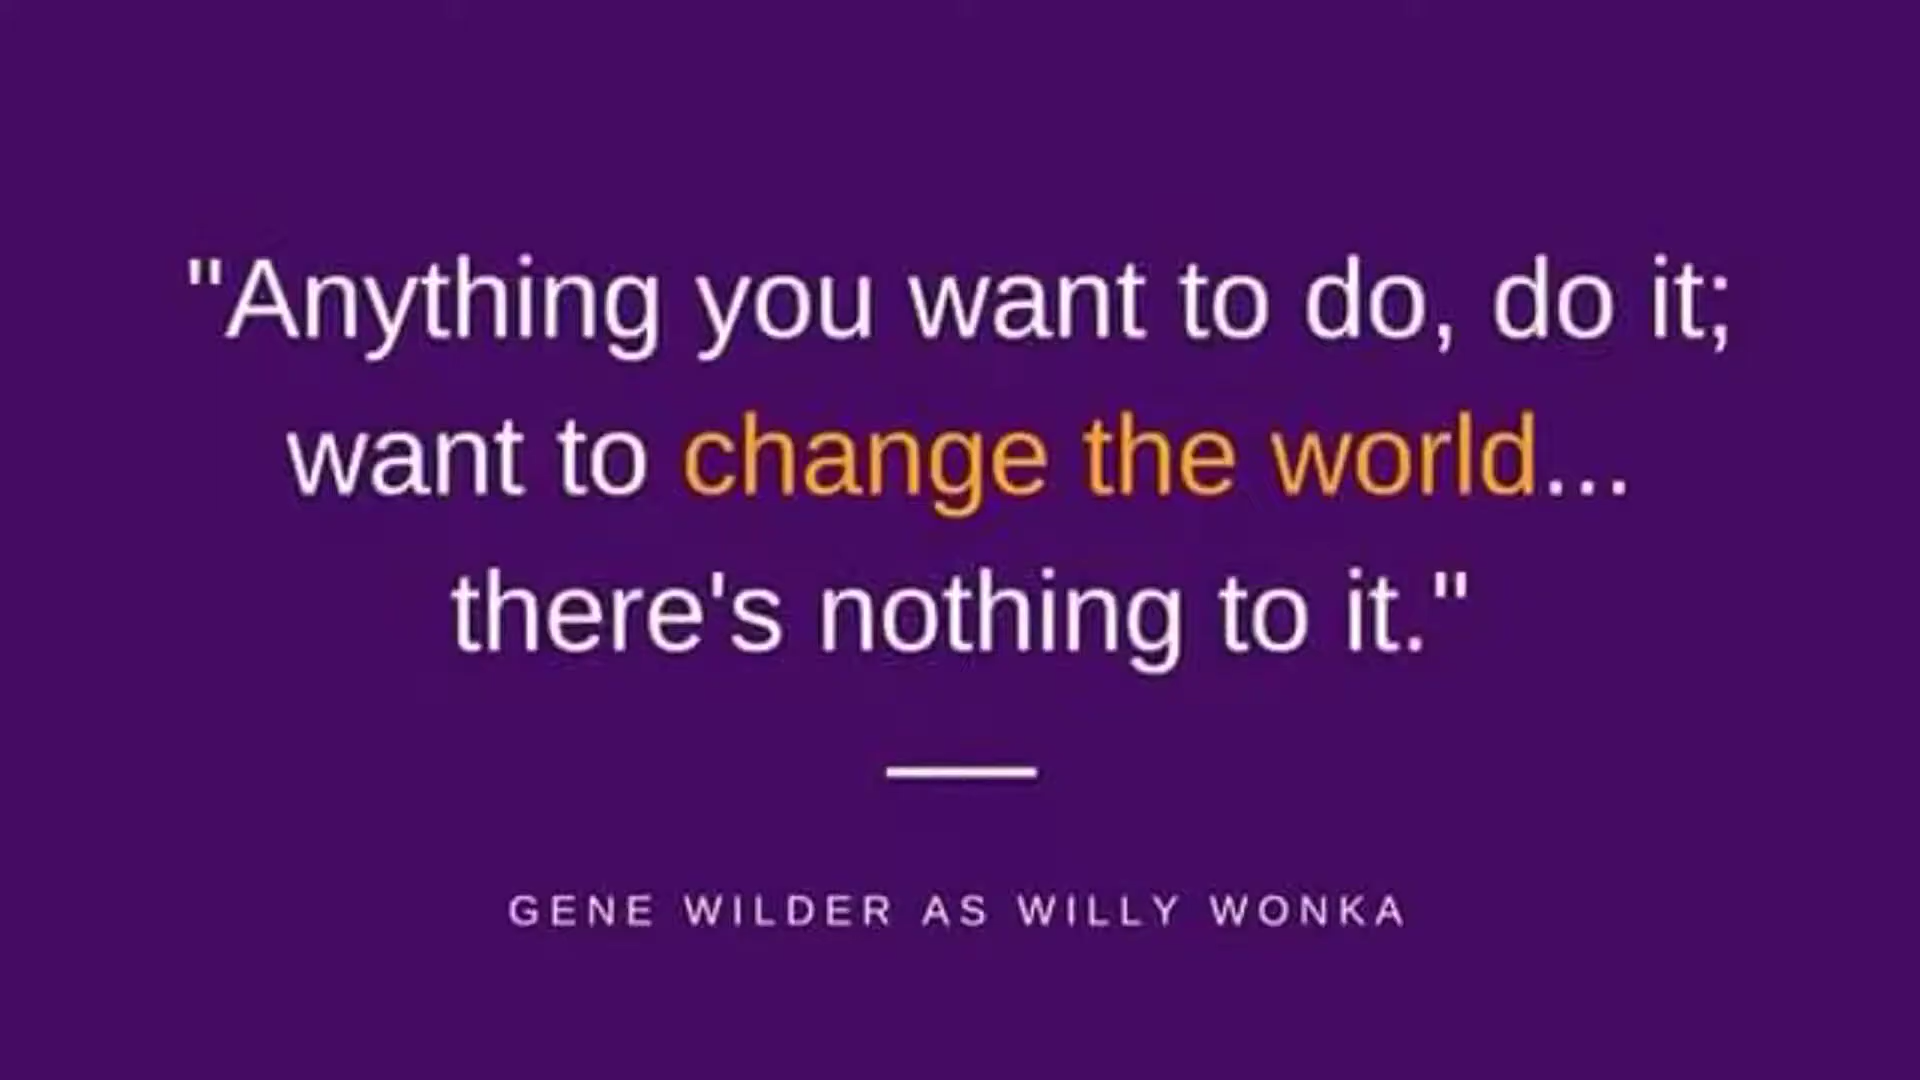 "Anything you want to do, do it;
want to change the world...
there's nothing to it."
GENE WILDER AS WILLY WONKA